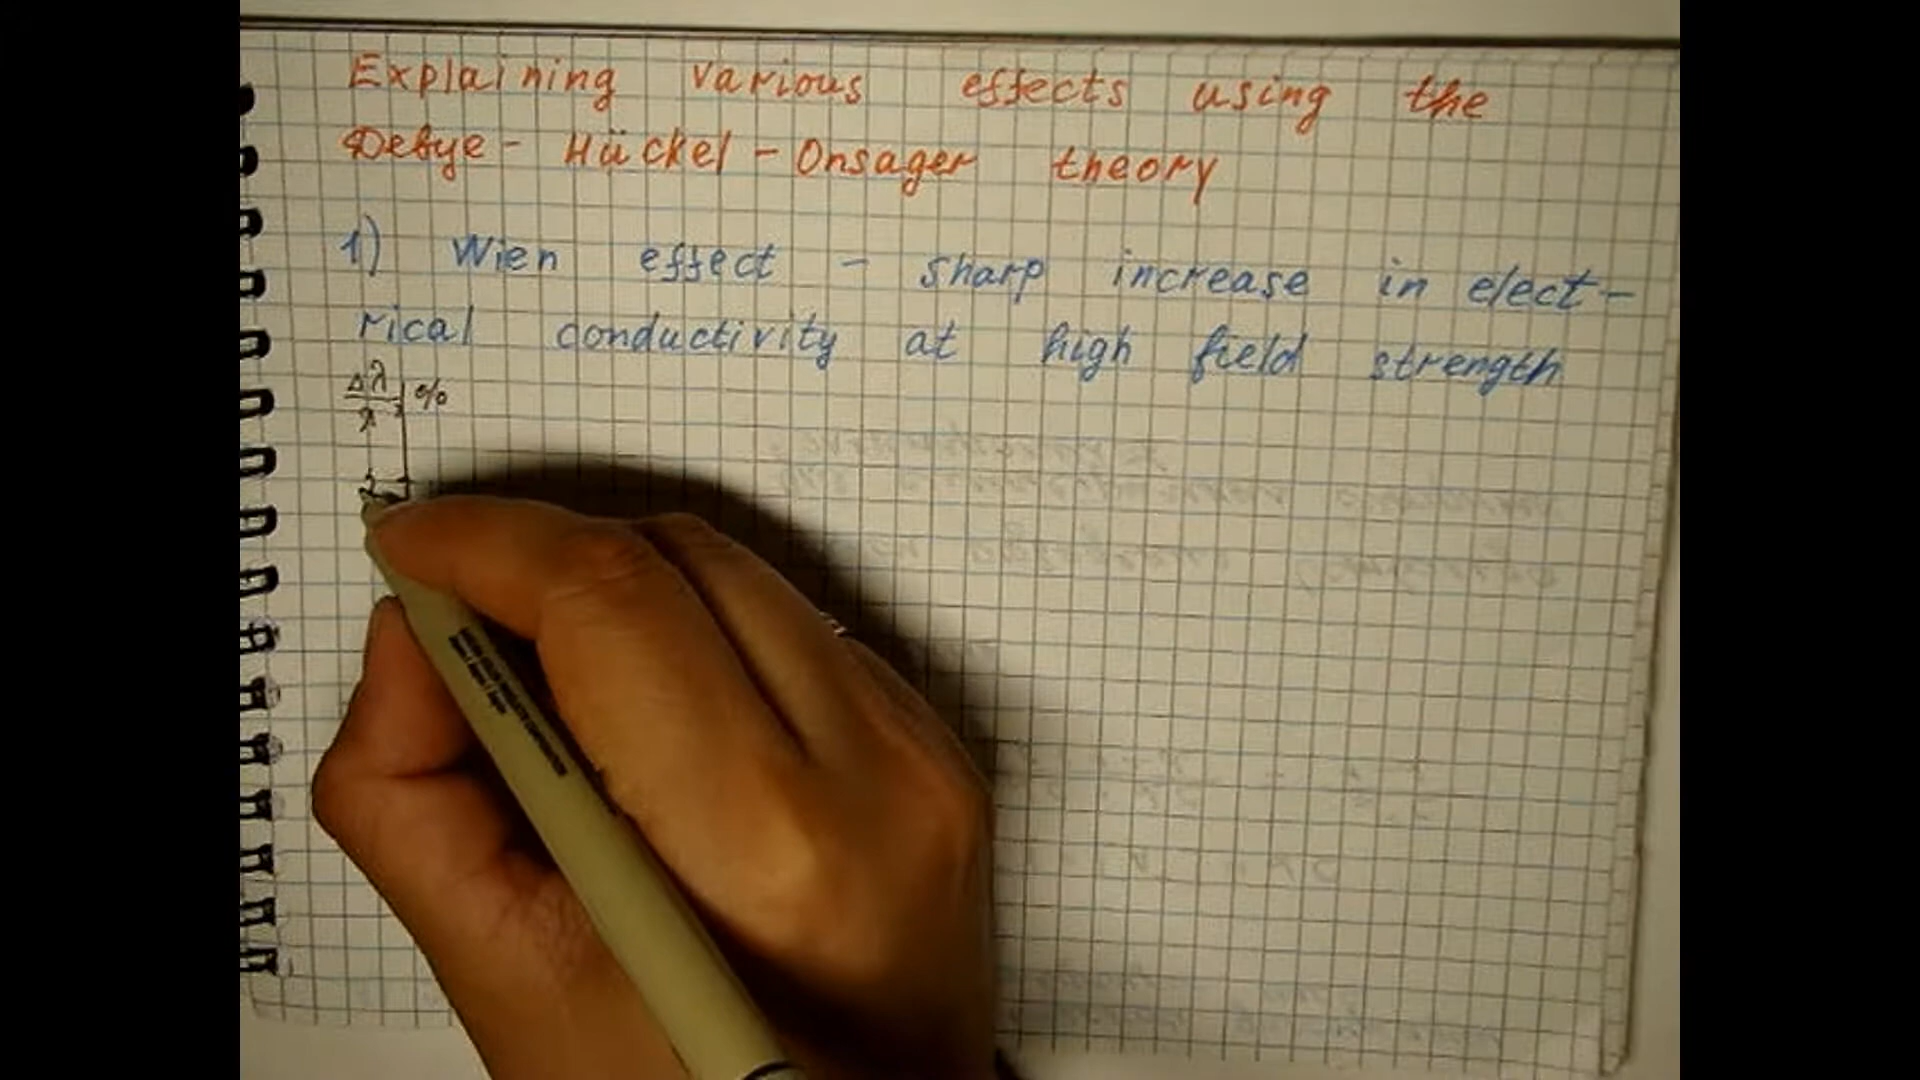 Explaining various effects using the
Debye - Hückel - Onsager theory
1) Wien effect - sharp increase in elect-
rical conductivity at high field strength
Δλ/λ, %
2